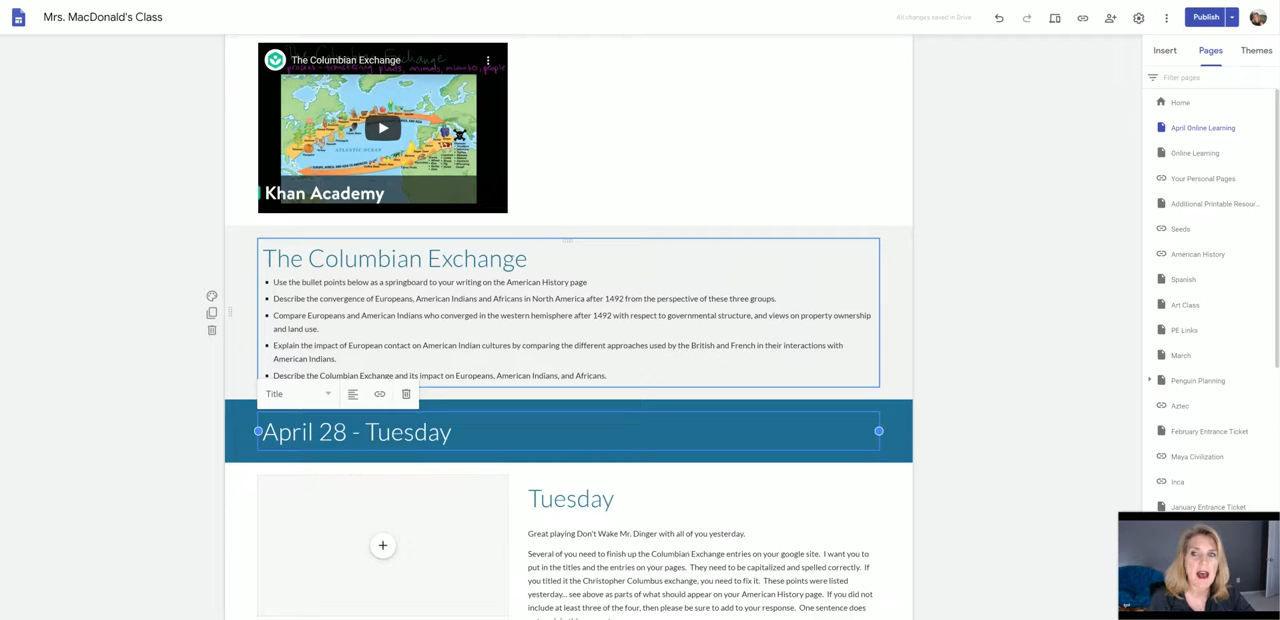 Mrs. MacDonald's Class
All changes saved in Drive
Publish
The Columbian Exchange
The Columbian Exchange
Khan Academy
Insert
Pages
Themes
Filter pages
Home
April Online Learning
Online Learning
Your Personal Pages
Additional Printable Resour...
Seeds
American History
Spanish
Art Class
PE Links
March
Penguin Planning
Aztec
February Entrance Ticket
Maya Civilization
Inca
January Entrance Ticket
The Columbian Exchange
Use the bullet points below as a springboard to your writing on the American History page
Describe the convergence of Europeans, American Indians and Africans in North America after 1492 from the perspective of these three groups.
Compare Europeans and American Indians who converged in the western hemisphere after 1492 with respect to governmental structure, and views on property ownership
and land use.
Explain the impact of European contact on American Indian cultures by comparing the different approaches used by the British and French in their interactions with
American Indians.
Describe the Columbian Exchange and its impact on Europeans, American Indians, and Africans.
Title
April 28 - Tuesday
Tuesday
Great playing Don't Wake Mr. Dinger with all of you yesterday.
Several of you need to finish up the Columbian Exchange entries on your google site. I want you to
put in the titles and the entries on your pages. They need to be capitalized and spelled correctly. If
you titled it the Christopher Columbus exchange, you need to fix it. These points were listed
yesterday... see above as parts of what should appear on your American History page. If you did not
include at least three of the four, then please be sure to add to your response. One sentence does